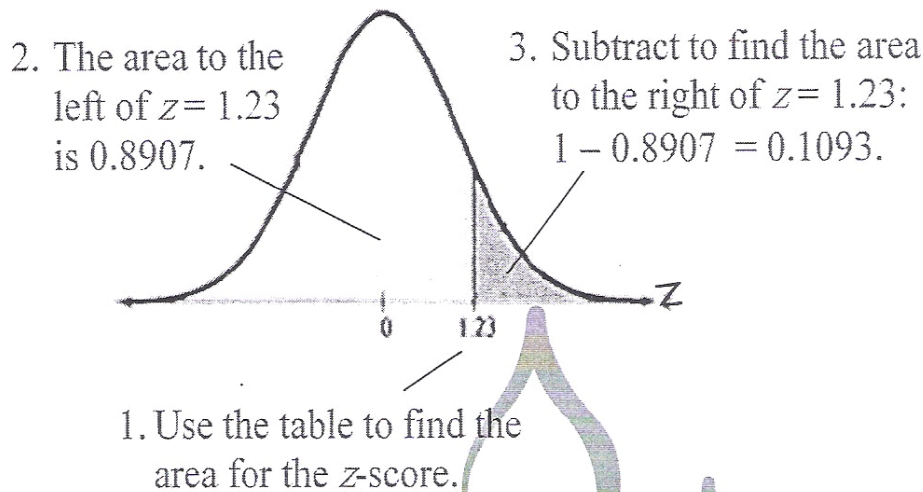 2. The area to the
left of z = 1.23
is 0.8907.
3. Subtract to find the area
to the right of z = 1.23:
1 – 0.8907 = 0.1093.
Z
0
1.23
1. Use the table to find the
area for the z-score.